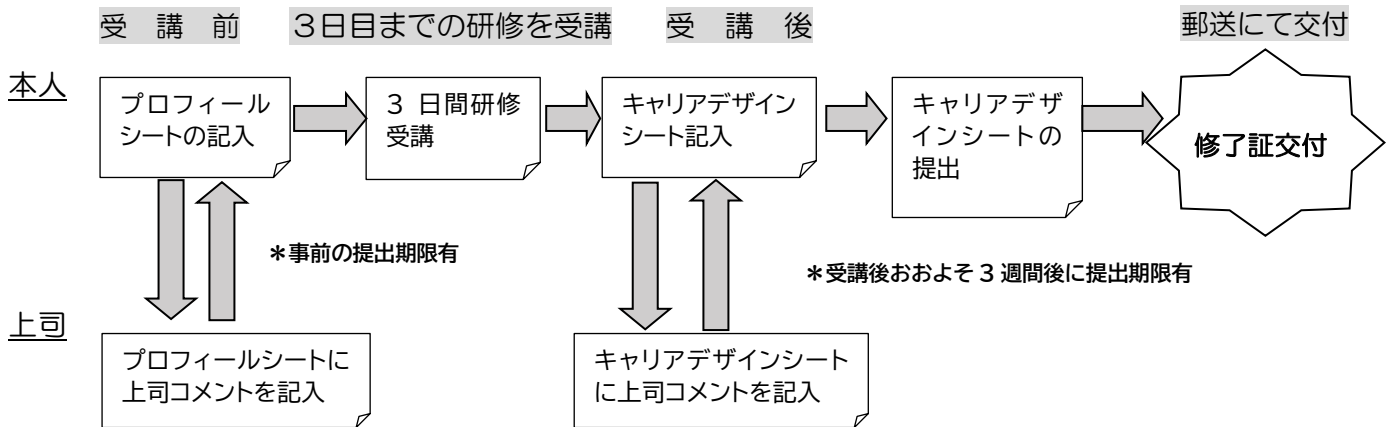 受 講 前
3日目までの研修を受講
受 講 後
郵送にて交付
本人
プロフィール
シートの記入
3 日間研修
受講
キャリアデザイン
シート記入
キャリアデザ
インシートの
提出
修了証交付
＊事前の提出期限有
＊受講後おおよそ 3 週間後に提出期限有
上司
プロフィールシートに
上司コメントを記入
キャリアデザインシート
に上司コメントを記入